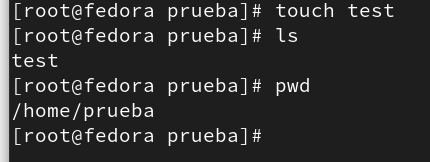 [root@fedora prueba]# touch test
[root@fedora prueba]# ls
test
[root@fedora prueba]# pwd
/home/prueba
[root@fedora prueba]#